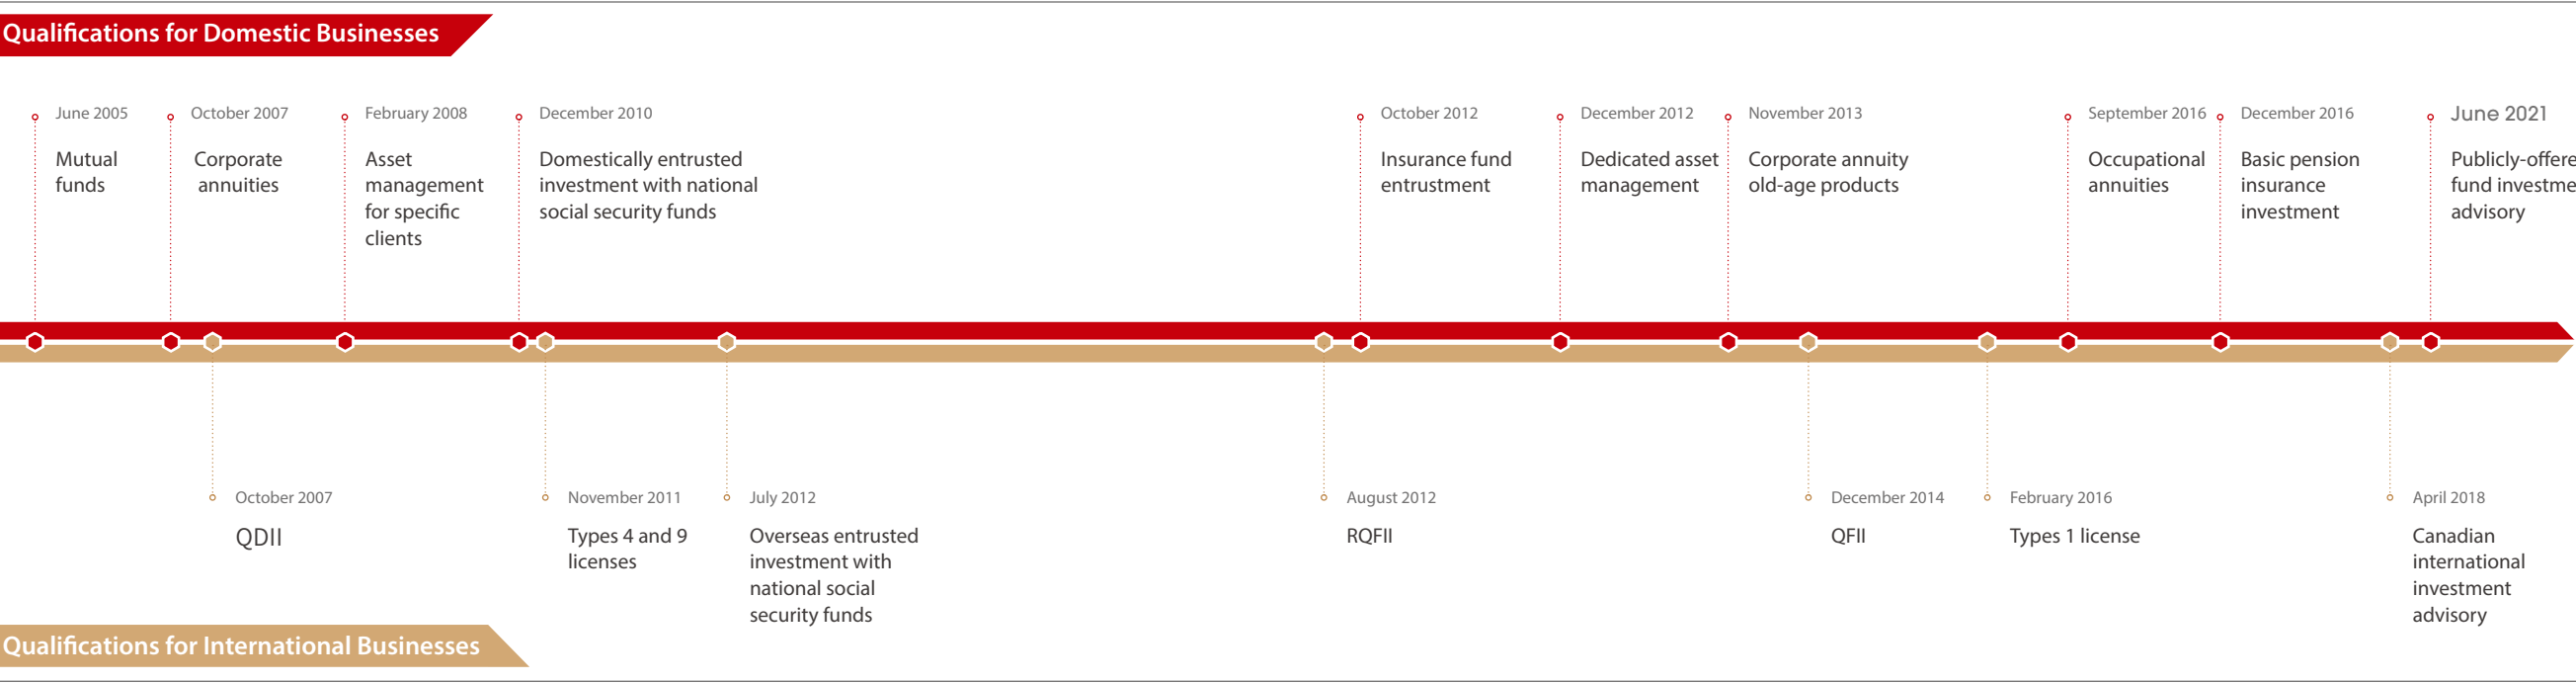 Qualifications for Domestic Businesses
June 2005
Mutual
funds
October 2007
Corporate
annuities
February 2008
Asset
management
for specific
clients
December 2010
Domestically entrusted
investment with national
social security funds
October 2012
Insurance fund
entrustment
December 2012
Dedicated asset
management
November 2013
Corporate annuity
old-age products
September 2016
Occupational
annuities
December 2016
Basic pension
insurance
investment
June 2021
Publicly-offere
fund investme
advisory
October 2007
QDII
November 2011
Types 4 and 9
licenses
July 2012
Overseas entrusted
investment with
national social
security funds
August 2012
RQFII
December 2014
QFII
February 2016
Types 1 license
April 2018
Canadian
international
investment
advisory
Qualifications for International Businesses